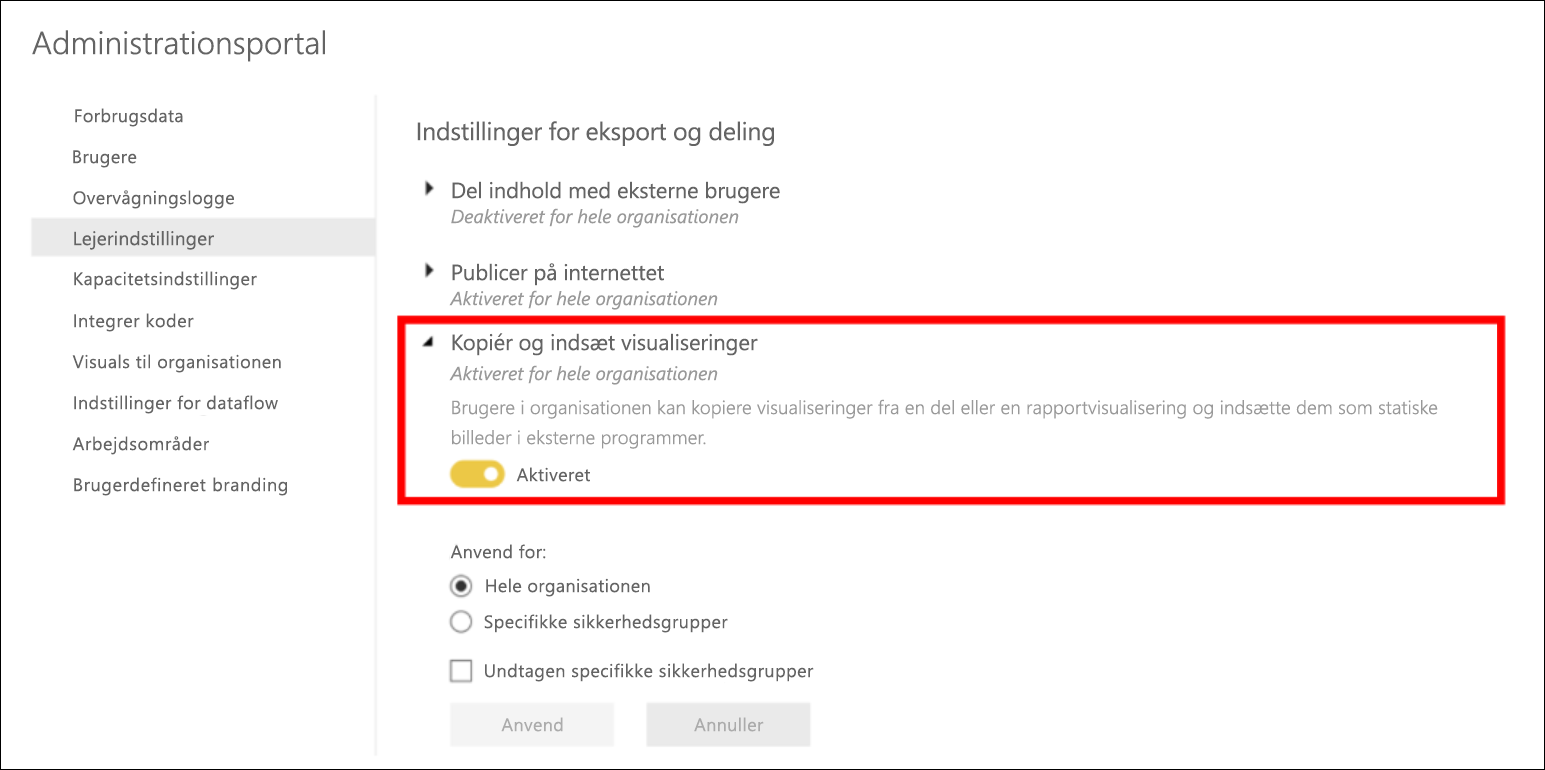 Administrationsportal
Forbrugsdata
Brugere
Overvågningslogge
Lejerindstillinger
Kapacitetsindstillinger
Integrer koder
Visuals til organisationen
Indstillinger for dataflow
Arbejdsområder
Brugerdefineret branding
Indstillinger for eksport og deling
Del indhold med eksterne brugere
Deaktiveret for hele organisationen
Publicer på internettet
Aktiveret for hele organisationen
Kopiér og indsæt visualiseringer
Aktiveret for hele organisationen
Brugere i organisationen kan kopiere visualiseringer fra en del eller en rapportvisualisering og indsætte dem som statiske
billeder i eksterne programmer.
Aktiveret
Anvend for:
Hele organisationen
Specifikke sikkerhedsgrupper
Undtagen specifikke sikkerhedsgrupper
Anvend
Annuller